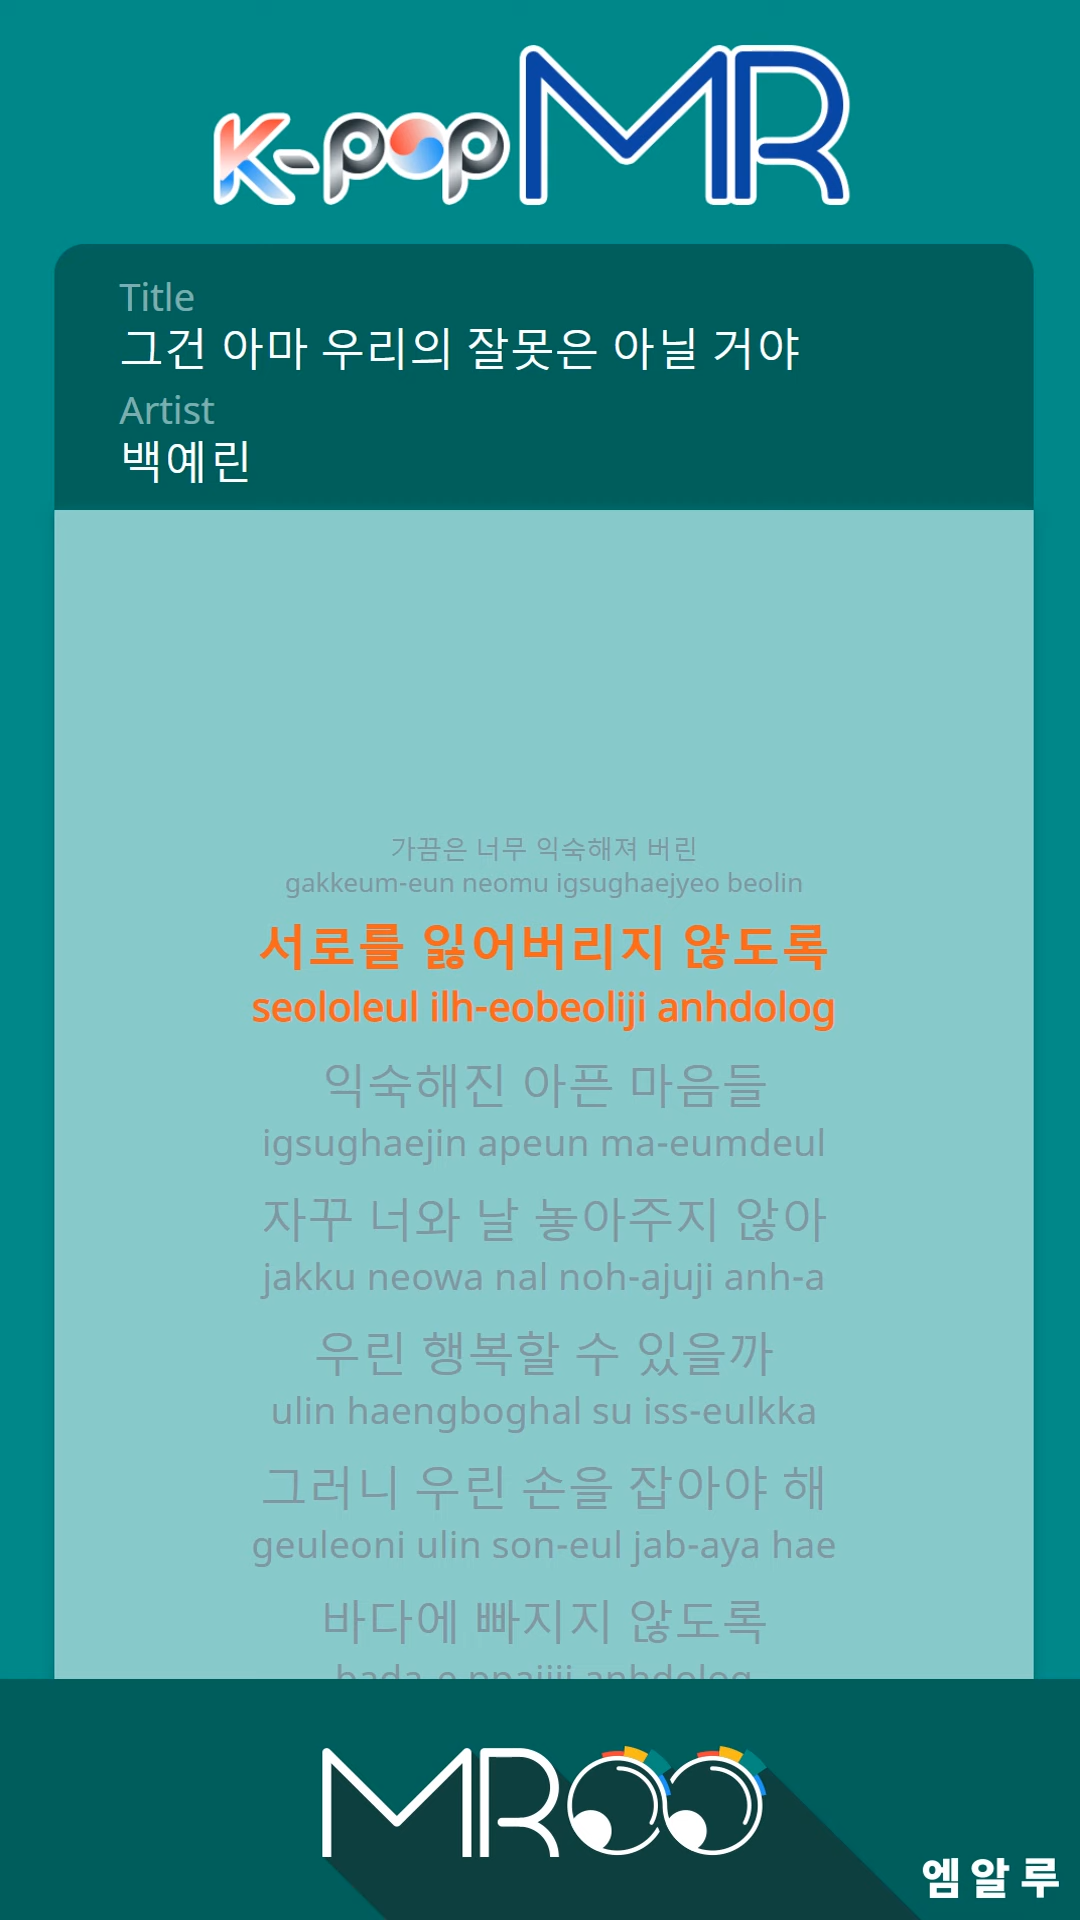 K-pop MR
Title
그건 아마 우리의 잘못은 아닐 거야
Artist
백예린
가끔은 너무 익숙해져 버린
gakkeum-eun neomu igsughaejyeo beolin
서로를 잃어버리지 않도록
seololeul ilh-eobeoliji anhdolog
익숙해진 아픈 마음들
igsughaejin apeun ma-eumdeul
자꾸 너와 날 놓아주지 않아
jakku neowa nal noh-ajuji anh-a
우린 행복할 수 있을까
ulin haengboghal su iss-eulkka
그러니 우린 손을 잡아야 해
geuleoni ulin son-eul jab-aya hae
바다에 빠지지 않도록
bada-e ppajiji anhdolog
MROO
엠알루